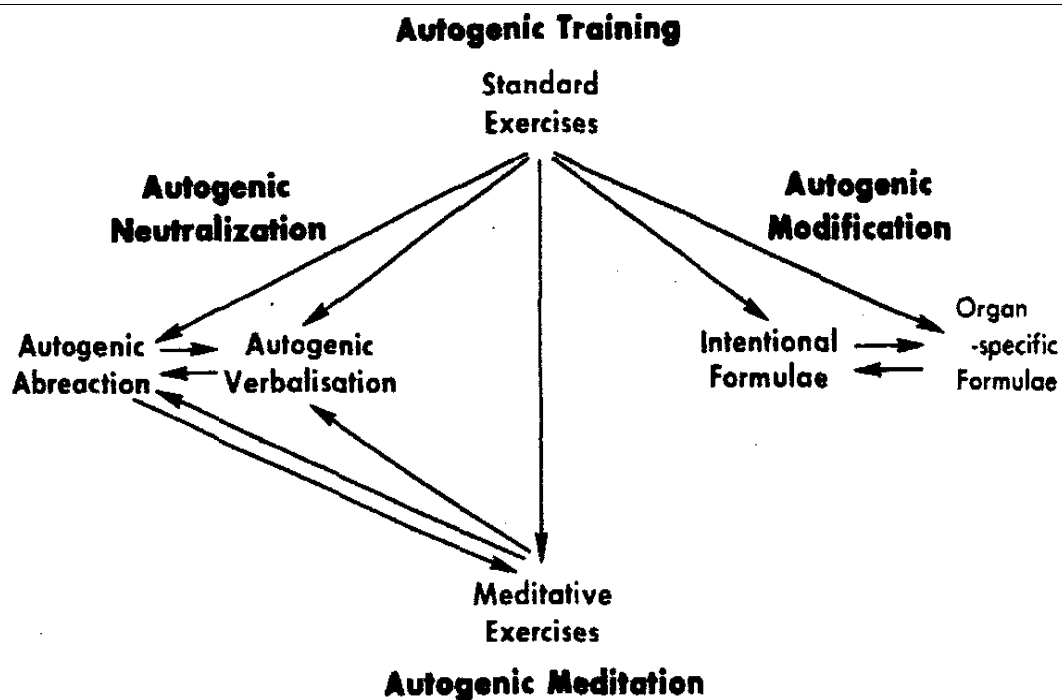 Autogenic Training
Standard
Exercises
Autogenic
Neutralization
Autogenic
Modification
Autogenic
Abreaction
Autogenic
Verbalisation
Intentional
Formulae
Organ
-specific
Formulae
Meditative
Exercises
Autogenic Meditation